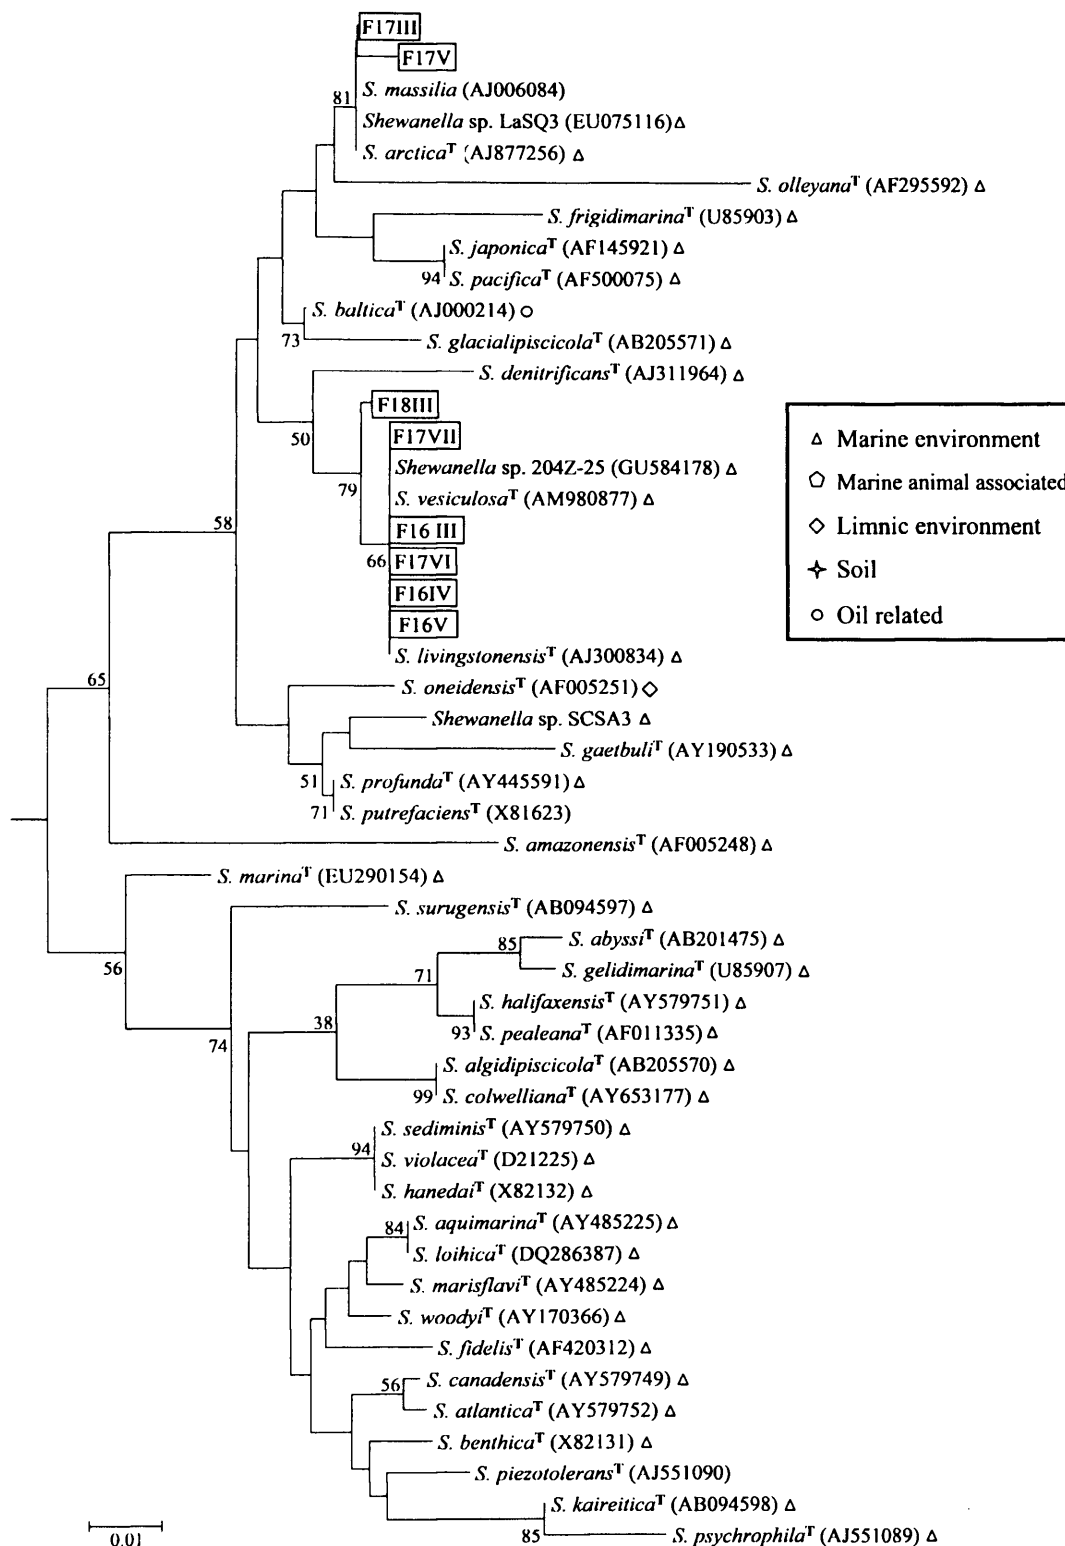 F17III
F17V
81
S. massilia (AJ006084)
Shewanella sp. LaSQ3 (EU075116) △
S. arctica^T (AJ877256) △
S. olleyana^T (AF295592) △
S. frigidimarina^T (U85903) △
S. japonica^T (AF145921) △
94 S. pacifica^T (AF500075) △
S. baltica^T (AJ000214) ○
73
S. glacialipiscicola^T (AB205571) △
S. denitrificans^T (AJ311964) △
F18III
50
F17VII
Shewanella sp. 204Z-25 (GU584178) △
79
S. vesiculosa^T (AM980877) △
58
F16 III
66
F17VI
F16IV
F16V
S. livingstonensis^T (AJ300834) △
65
S. oneidensis^T (AF005251) ◇
Shewanella sp. SCSA3 △
S. gaetbuli^T (AY190533) △
51
S. profunda^T (AY445591) △
71 S. putrefaciens^T (X81623)
S. amazonensis^T (AF005248) △
S. marina^T (EU290154) △
S. surugensis^T (AB094597) △
85
S. abyssi^T (AB201475) △
56
71
S. gelidimarina^T (U85907) △
S. halifaxensis^T (AY579751) △
38
93 S. pealeana^T (AF011335) △
74
S. algidipiscicola^T (AB205570) △
99 S. colwelliana^T (AY653177) △
S. sediminis^T (AY579750) △
94
S. violacea^T (D21225) △
S. hanedai^T (X82132) △
84
S. aquimarina^T (AY485225) △
S. loihica^T (DQ286387) △
S. marisflavi^T (AY485224) △
S. woodyi^T (AY170366) △
S. fidelis^T (AF420312) △
56
S. canadensis^T (AY579749) △
S. atlantica^T (AY579752) △
S. benthica^T (X82131) △
S. piezotolerans^T (AJ551090)
S. kaireitica^T (AB094598) △
85
S. psychrophila^T (AJ551089) △
0.01
△ Marine environment
⬠ Marine animal associated
◇ Limnic environment
✧ Soil
○ Oil related